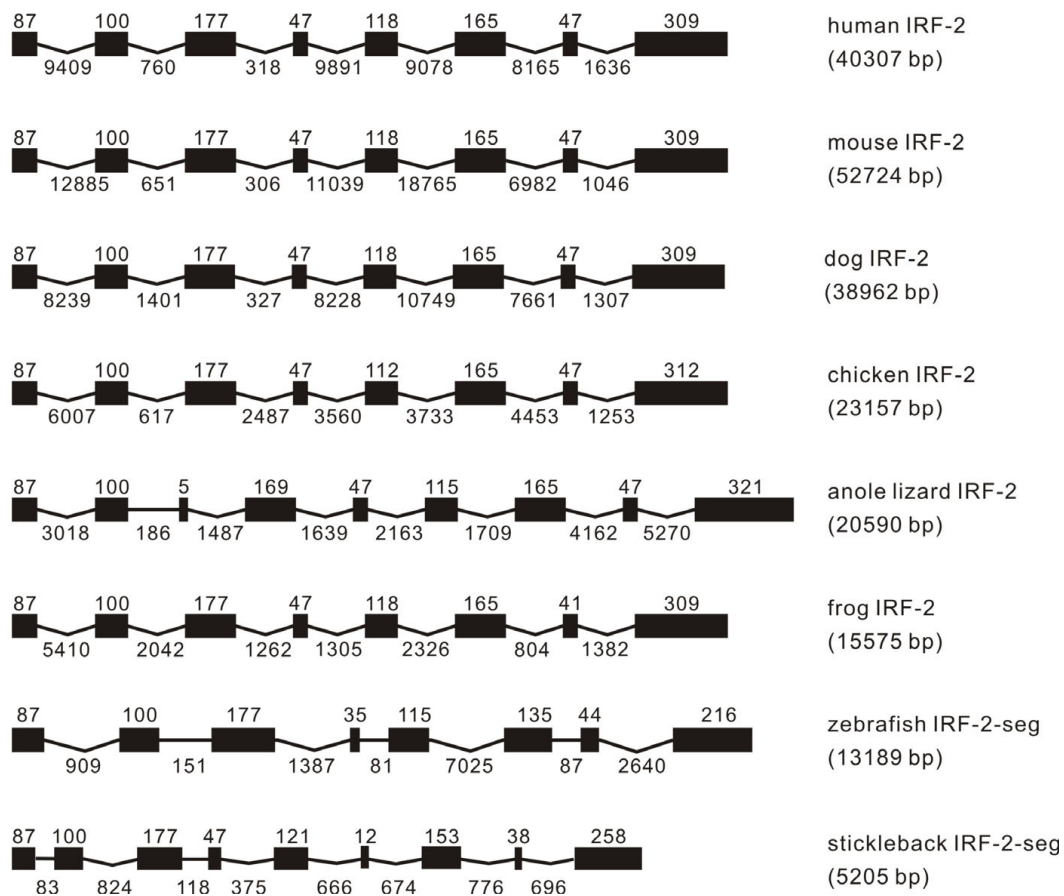 87 100 177 47 118 165 47 309
human IRF-2
9409 760 318 9891 9078 8165 1636
(40307 bp)
87 100 177 47 118 165 47 309
mouse IRF-2
12885 651 306 11039 18765 6982 1046
(52724 bp)
87 100 177 47 118 165 47 309
dog IRF-2
8239 1401 327 8228 10749 7661 1307
(38962 bp)
87 100 177 47 112 165 47 312
chicken IRF-2
6007 617 2487 3560 3733 4453 1253
(23157 bp)
87 100 5 169 47 115 165 47 321
anole lizard IRF-2
3018 186 1487 1639 2163 1709 4162 5270
(20590 bp)
87 100 177 47 118 165 41 309
frog IRF-2
5410 2042 1262 1305 2326 804 1382
(15575 bp)
87 100 177 35 115 135 44 216
zebrafish IRF-2-seg
909 151 1387 81 7025 87 2640
(13189 bp)
87 100 177 47 121 12 153 38 258
stickleback IRF-2-seg
83 824 118 375 666 674 776 696
(5205 bp)